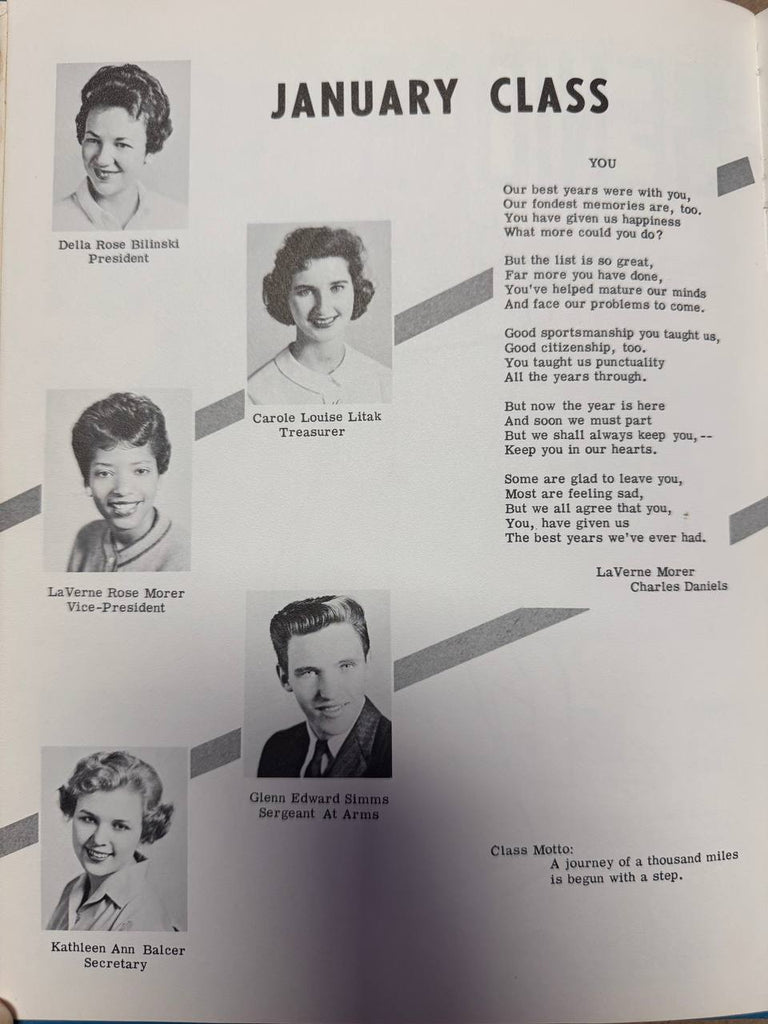 JANUARY CLASS
Della Rose Bilinski
President
Carole Louise Litak
Treasurer
LaVerne Rose Morer
Vice-President
Glenn Edward Simms
Sergeant At Arms
Kathleen Ann Balcer
Secretary
YOU
Our best years were with you,
Our fondest memories are, too.
You have given us happiness
What more could you do?
But the list is so great,
Far more you have done,
You've helped mature our minds
And face our problems to come.
Good sportsmanship you taught us,
Good citizenship, too.
You taught us punctuality
All the years through.
But now the year is here
And soon we must part
But we shall always keep you,--
Keep you in our hearts.
Some are glad to leave you,
Most are feeling sad,
But we all agree that you,
You, have given us
The best years we've ever had.
LaVerne Morer
Charles Daniels
Class Motto:
A journey of a thousand miles
is begun with a step.